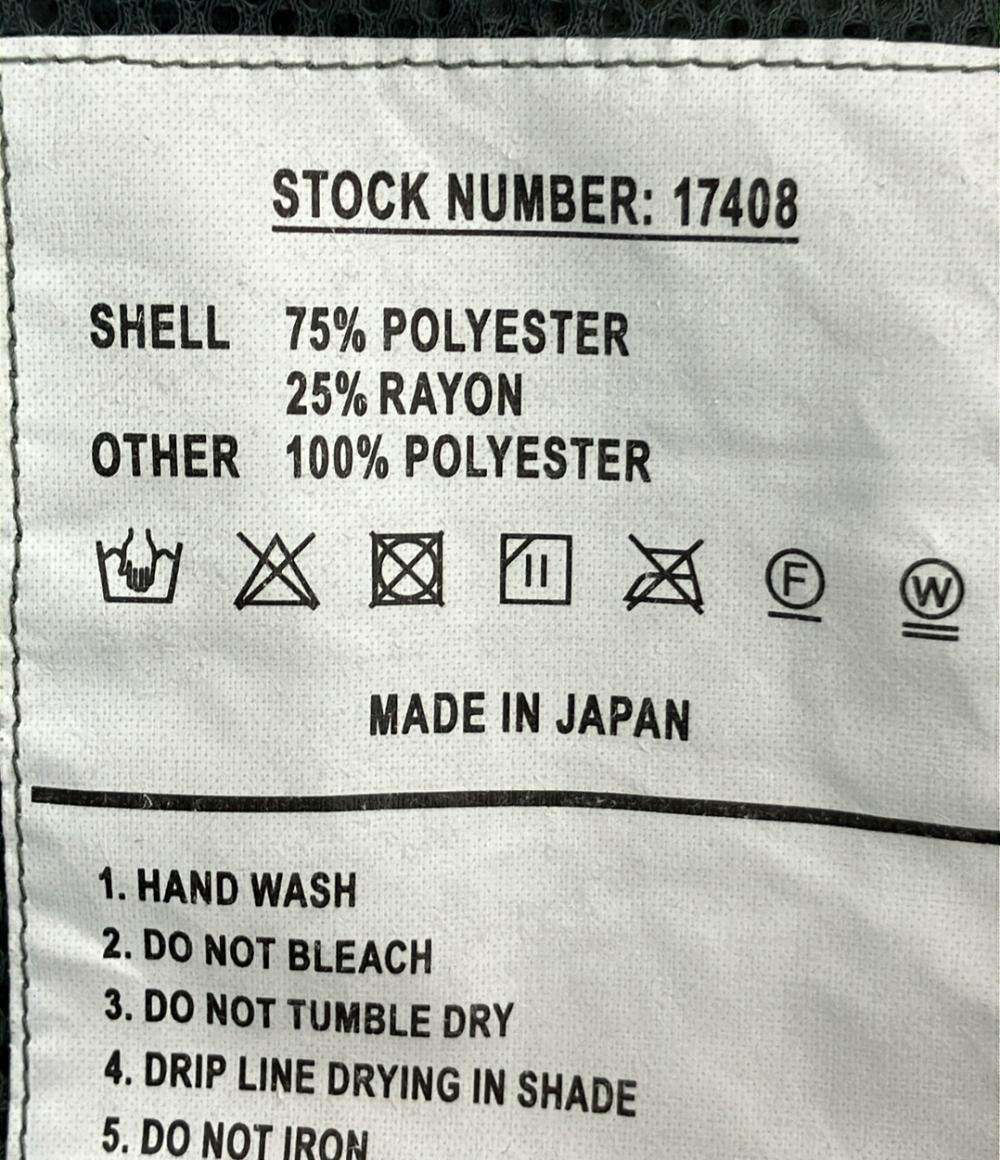 STOCK NUMBER: 17408
SHELL 75% POLYESTER
25% RAYON
OTHER 100% POLYESTER
F W
MADE IN JAPAN
1. HAND WASH
2. DO NOT BLEACH
3. DO NOT TUMBLE DRY
4. DRIP LINE DRYING IN SHADE
5. DO NOT IRON